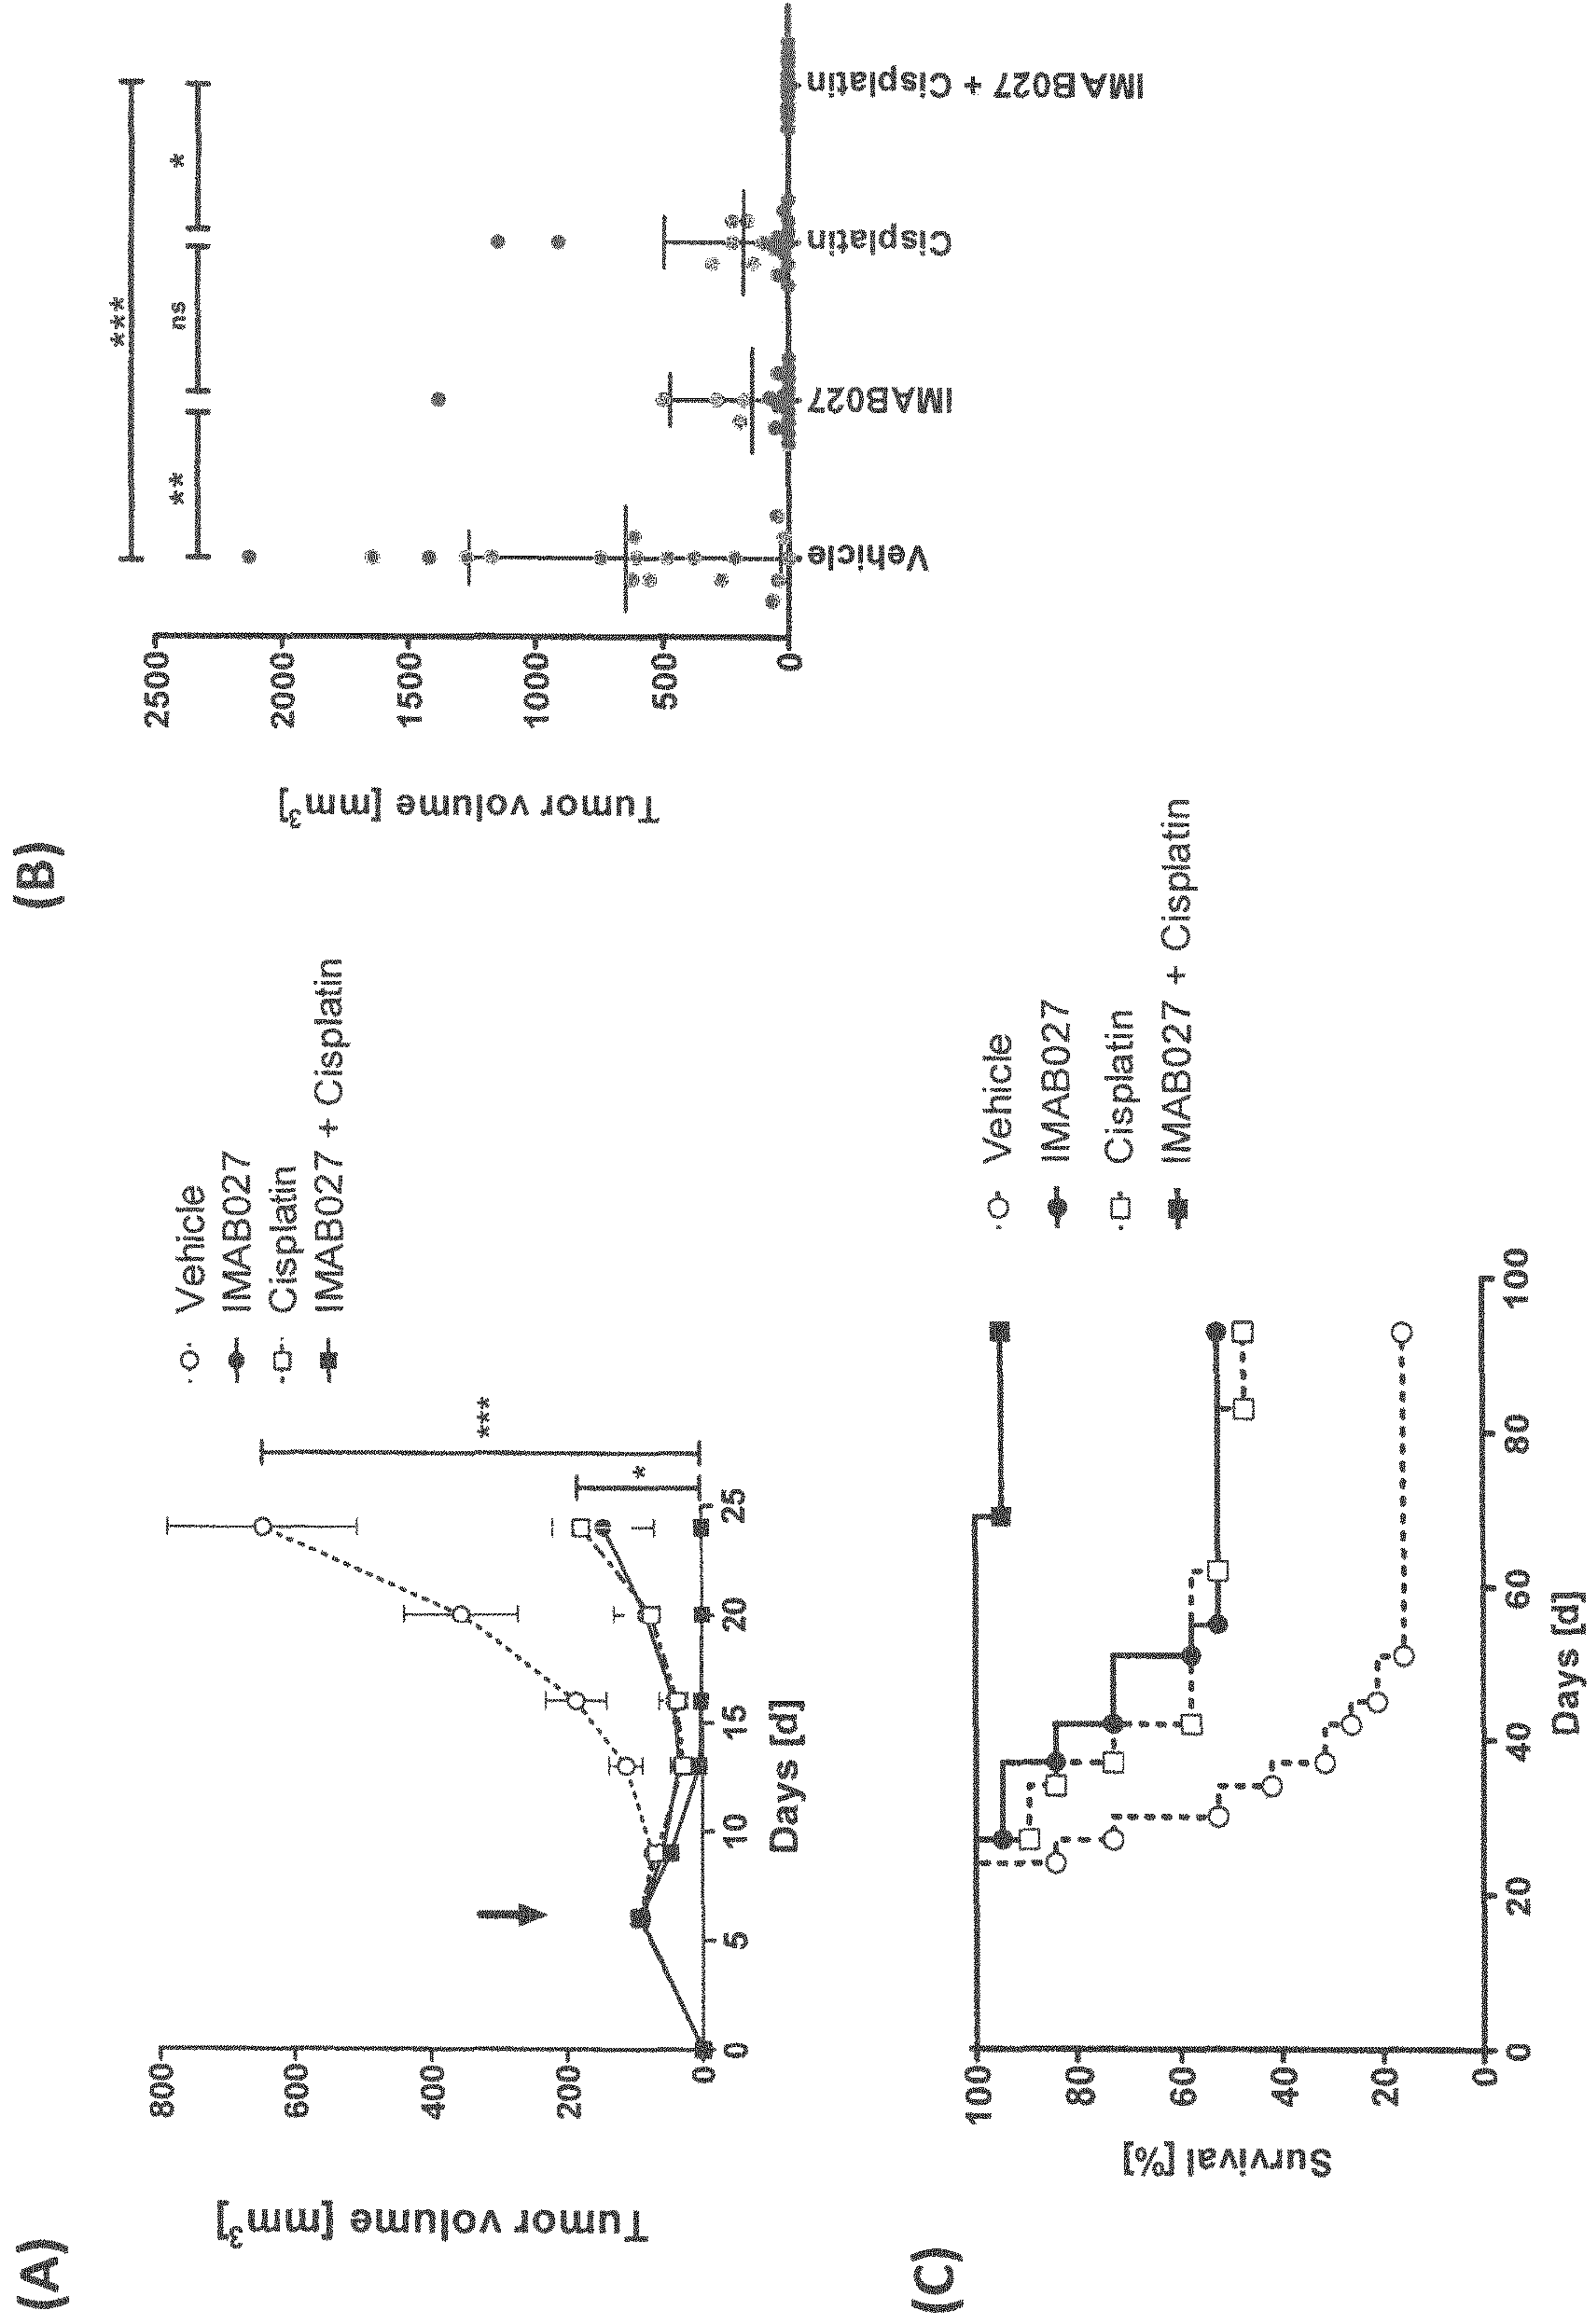 (A)
Tumor volume [mm³]
800
600
400
200
0
0
5
10
15
20
25
Days [d]
*
***
Vehicle
IMAB027
Cisplatin
IMAB027 + Cisplatin
(B)
Tumor volume [mm³]
2500
2000
1500
1000
500
0
***
**
ns
*
Vehicle
IMAB027
Cisplatin
IMAB027 + Cisplatin
(C)
Survival [%]
100
80
60
40
20
0
0
20
40
60
80
100
Days [d]
Vehicle
IMAB027
Cisplatin
IMAB027 + Cisplatin